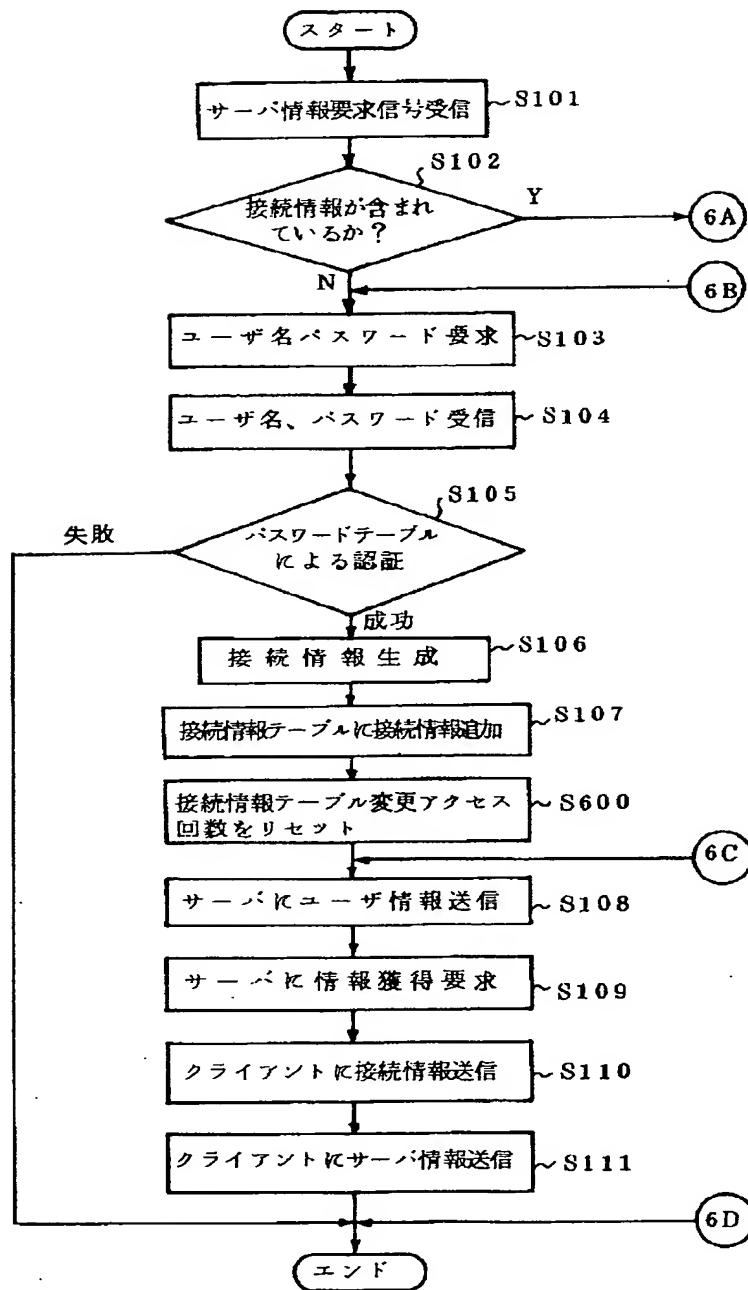 スタート
サーバ情報要求信号受信
S101
S102
接続情報が含まれ
ているか?
Y
6A
N
6B
ユーザ名パスワード要求
S103
ユーザ名、パスワード受信
S104
S105
失敗
パスワードテーブル
による認証
成功
接続情報生成
S106
接続情報テーブルに接続情報追加
S107
接続情報テーブル変更アクセス
回数をリセット
S600
6C
サーバにユーザ情報送信
S108
サーバに情報獲得要求
S109
クライアントに接続情報送信
S110
クライアントにサーバ情報送信
S111
6D
エンド